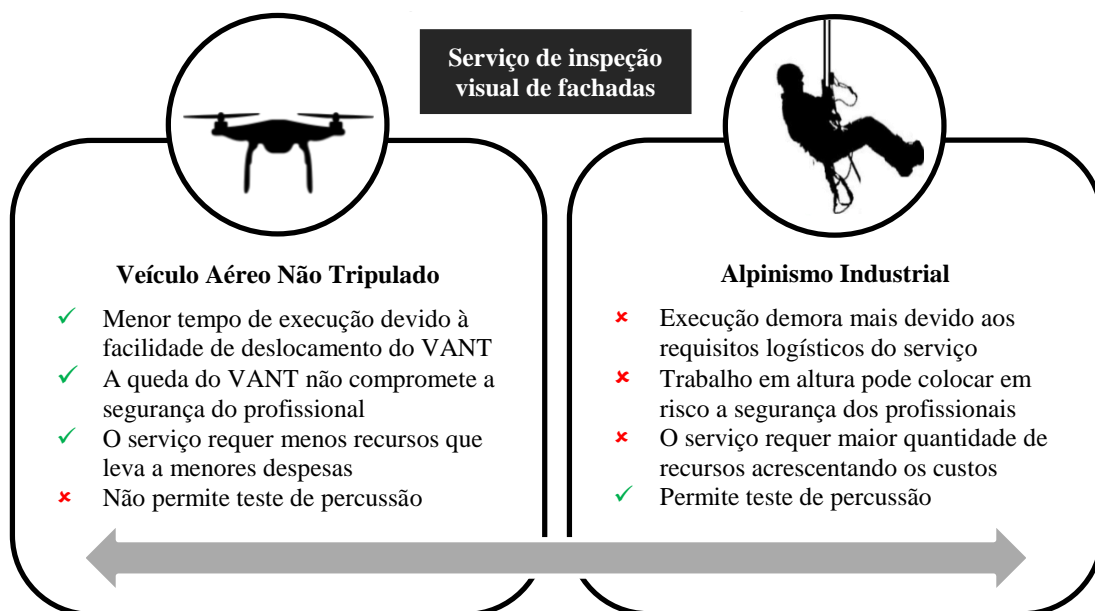 Serviço de inspeção
visual de fachadas
Veículo Aéreo Não Tripulado
✓ Menor tempo de execução devido à
facilidade de deslocamento do VANT
✓ A queda do VANT não compromete a
segurança do profissional
✓ O serviço requer menos recursos que
leva a menores despesas
✘ Não permite teste de percussão
Alpinismo Industrial
✘ Execução demora mais devido aos
requisitos logísticos do serviço
✘ Trabalho em altura pode colocar em
risco a segurança dos profissionais
✘ O serviço requer maior quantidade de
recursos acrescentando os custos
✓ Permite teste de percussão